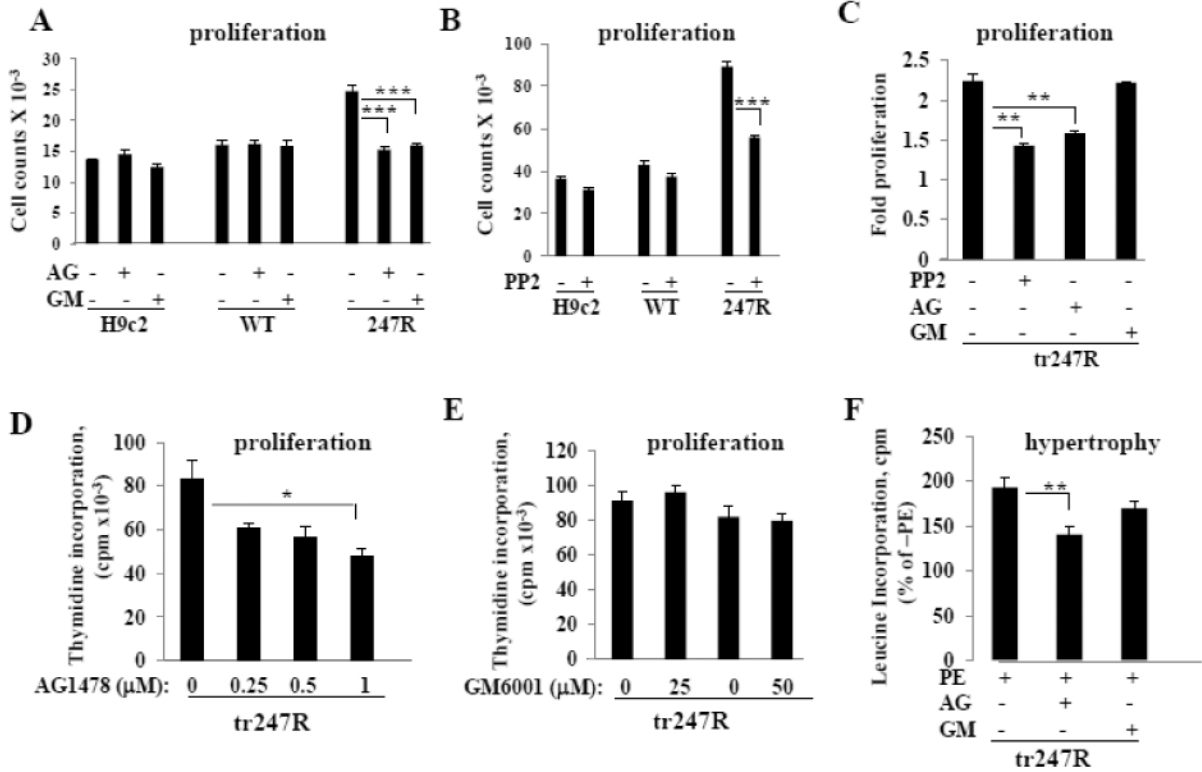 A
proliferation
Cell counts X 10-3
30
25
20
15
10
5
0
***
***
AG - + - - + - - + -
GM - - + - - + - - +
H9c2 WT 247R
B
proliferation
Cell counts X 10-3
100
80
60
40
20
0
***
PP2 - + - + - +
H9c2 WT 247R
C
proliferation
Fold proliferation
2.5
2
1.5
1
0.5
0
**
**
PP2 - + - -
AG - - + -
GM - - - +
tr247R
D
proliferation
Thymidine incorporation,
(cpm x10-3)
100
80
60
40
20
0
*
AG1478 (μM): 0 0.25 0.5 1
tr247R
E
proliferation
Thymidine incorporation,
(cpm x10-3)
120
100
80
60
40
20
0
GM6001 (μM): 0 25 0 50
tr247R
F
hypertrophy
Leucine Incorporation, cpm
(% of –PE)
250
200
150
100
50
0
**
PE + + +
AG - + -
GM - - +
tr247R